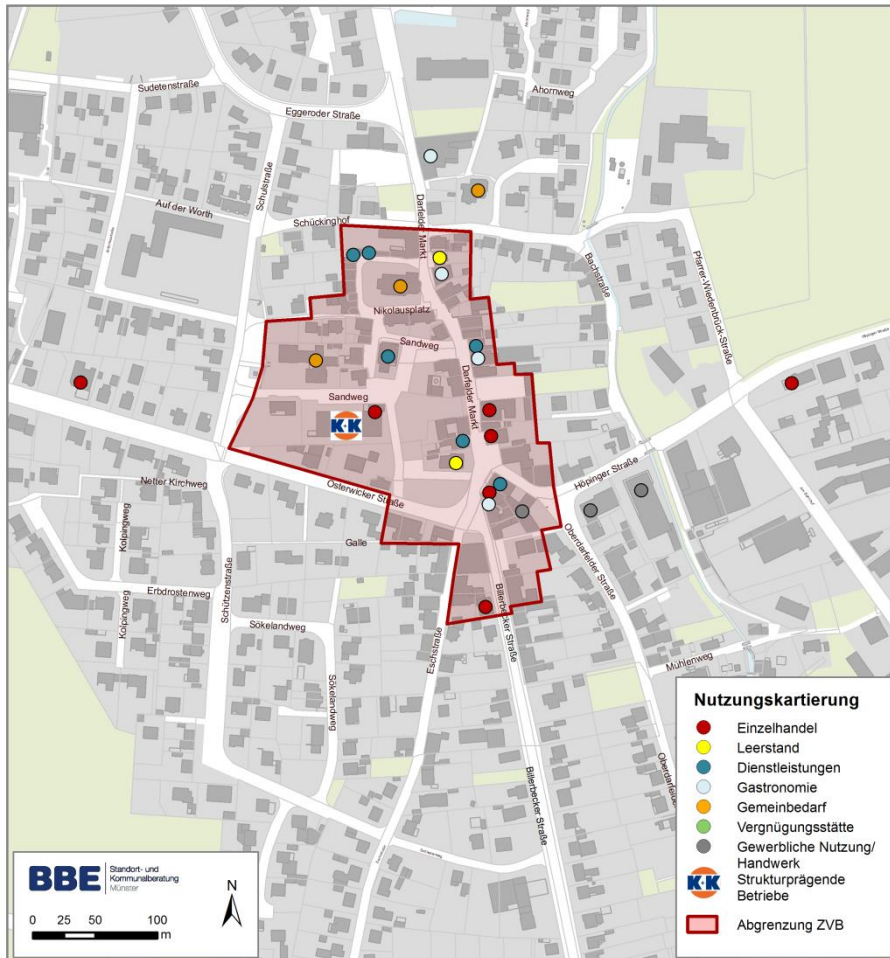 Ahornweg
Sudetenstraße
Eggeroder Straße
Schulstraße
Auf der Worth
Darfelder Markt
Schückinghof
Bachstraße
Pfarrer-Wiedenbrück-Straße
Nikolausplatz
Sandweg
Darfelder Markt
Sandweg
K+K
Höpinger Straße
Netter Kirchweg
Osterwicker Straße
Kolpingweg
Galle
Oberdarfelder Straße
Erbdrostenweg
Schützenstraße
Kolpingweg
Sökelandweg
Eschstraße
Billerbecker Straße
Mühlenweg
Sökelandweg
Oberdarfelder
Billerbecker Straße
Nutzungskartierung
Einzelhandel
Leerstand
Dienstleistungen
Gastronomie
Gemeinbedarf
Vergnügungsstätte
Gewerbliche Nutzung/
Handwerk
K+K
Strukturprägende
Betriebe
Abgrenzung ZVB
BBE
Standort- und
Kommunalberatung
Münster
N
0 25 50 100
m